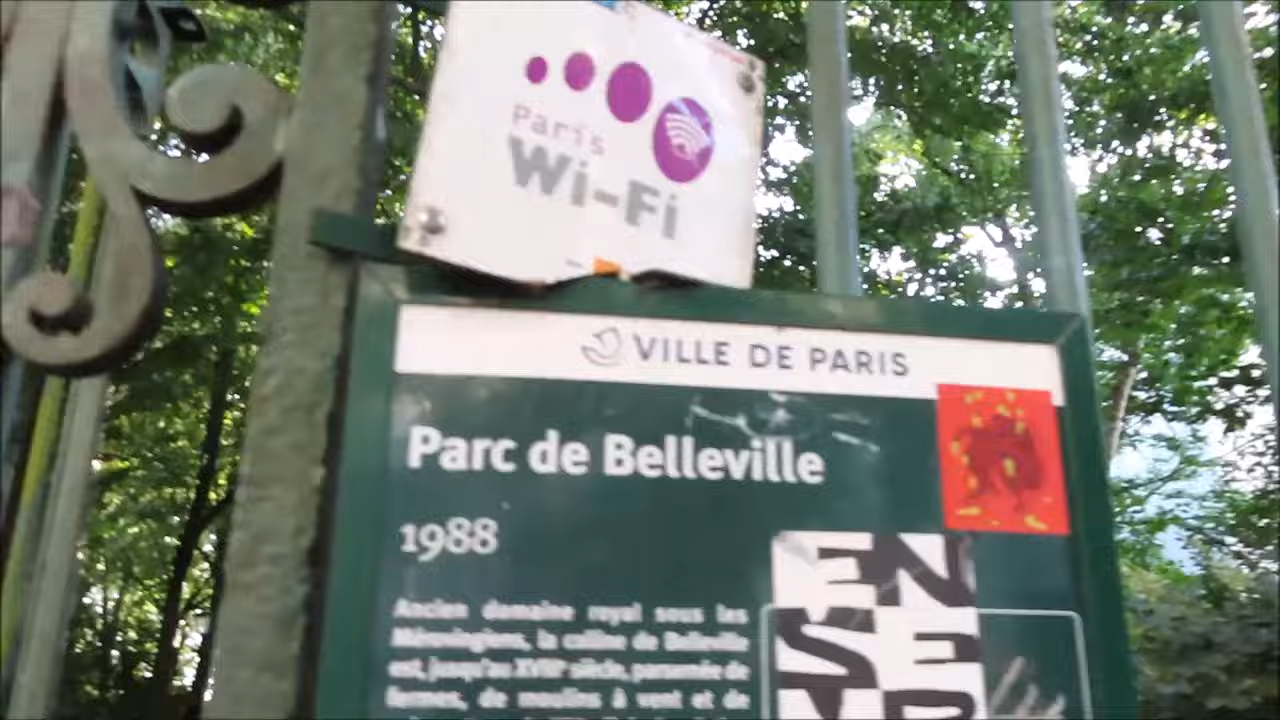 Paris
Wi-Fi
VILLE DE PARIS
Parc de Belleville
1988
Ancien domaine royal sous les
Mérovingiens, la colline de Belleville
est, jusqu'au XVIIIe siècle, parsemée de
fermes, de moulins à vent et de
EN
SE